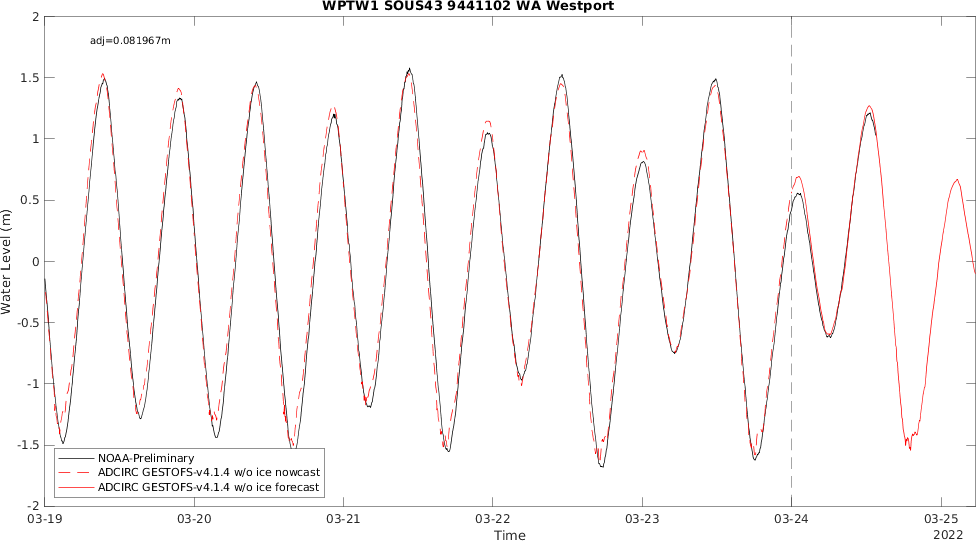 WPTW1 SOUS43 9441102 WA Westport
adj=0.081967m
2
1.5
1
0.5
0
-0.5
-1
-1.5
-2
Water Level (m)
NOAA-Preliminary
ADCIRC GESTOFS-v4.1.4 w/o ice nowcast
ADCIRC GESTOFS-v4.1.4 w/o ice forecast
03-19 03-20 03-21 03-22 03-23 03-24 03-25
Time
2022